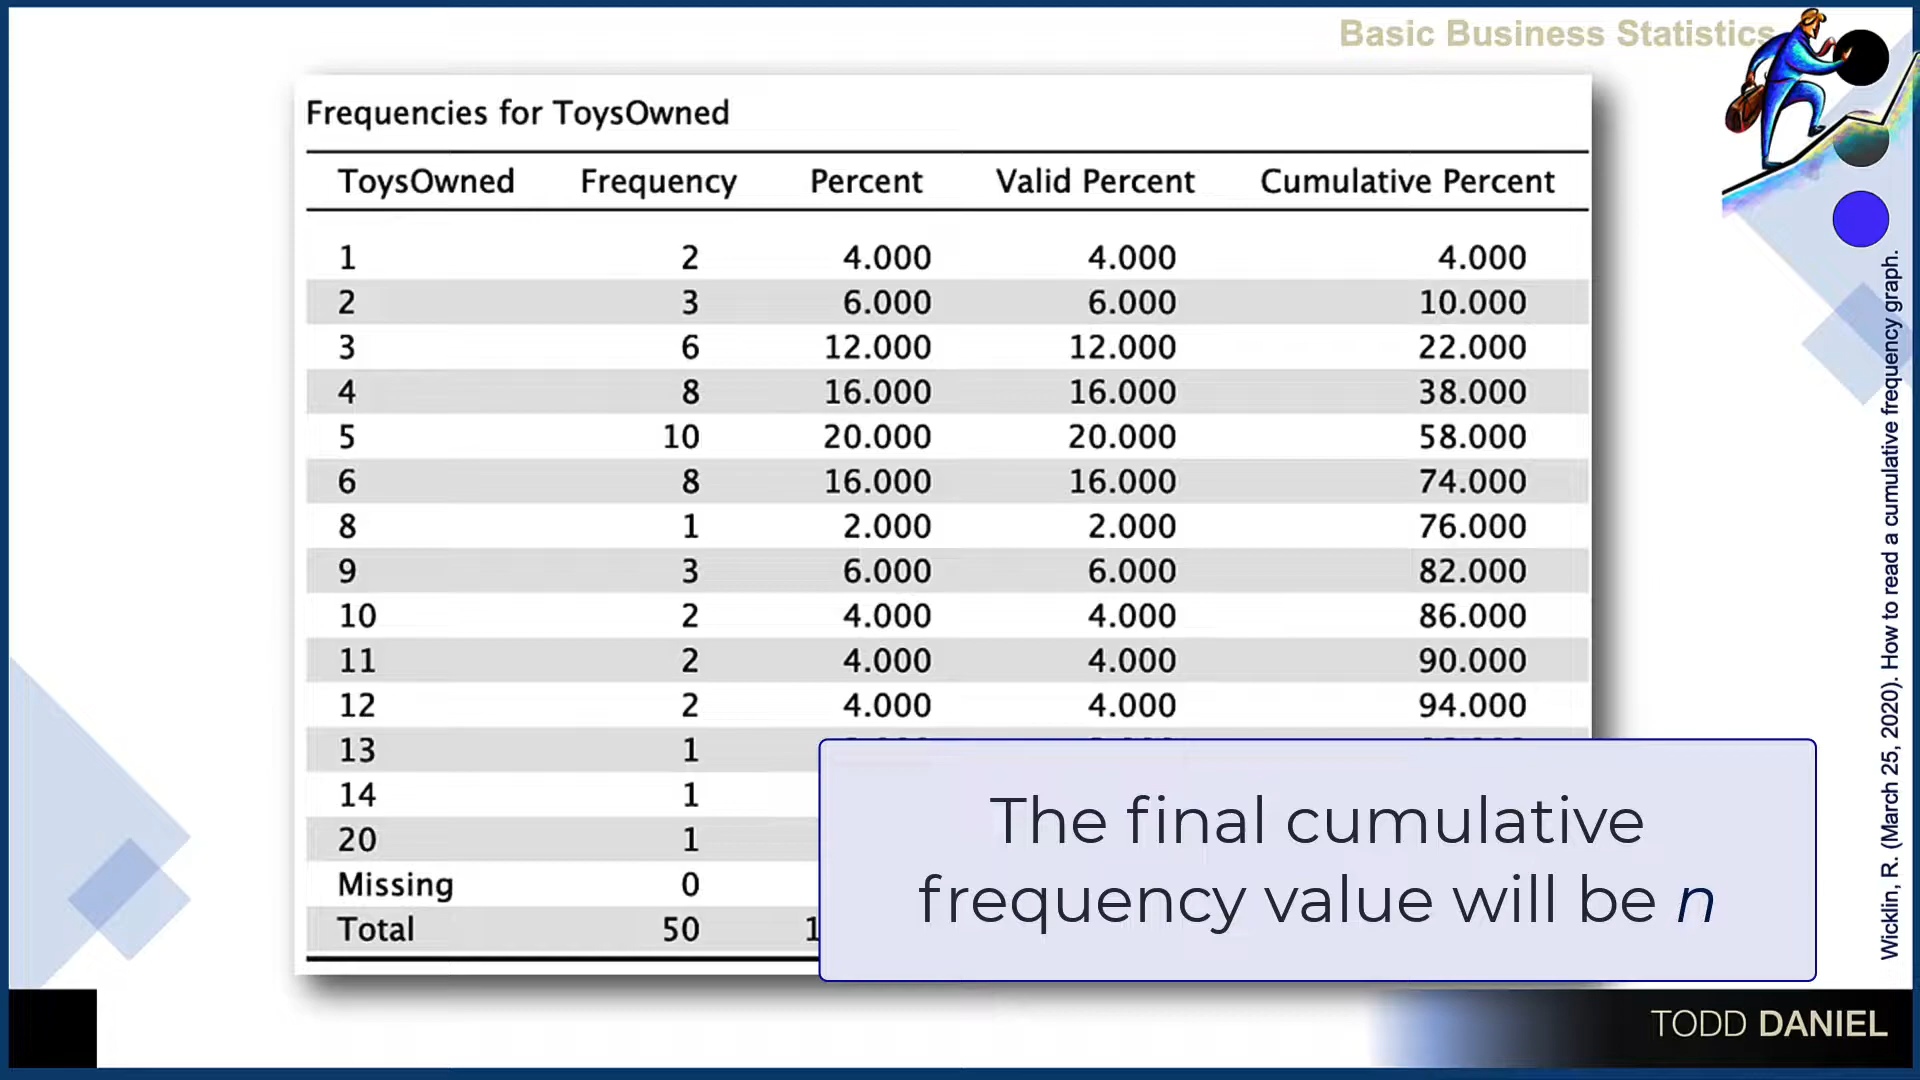 Basic Business Statistics
Frequencies for ToysOwned
ToysOwned Frequency Percent Valid Percent Cumulative Percent
1 2 4.000 4.000 4.000
2 3 6.000 6.000 10.000
3 6 12.000 12.000 22.000
4 8 16.000 16.000 38.000
5 10 20.000 20.000 58.000
6 8 16.000 16.000 74.000
8 1 2.000 2.000 76.000
9 3 6.000 6.000 82.000
10 2 4.000 4.000 86.000
11 2 4.000 4.000 90.000
12 2 4.000 4.000 94.000
13 1
14 1
20 1
Missing 0
Total 50 1
The final cumulative
frequency value will be n
Wicklin, R. (March 25, 2020). How to read a cumulative frequency graph.
TODD DANIEL